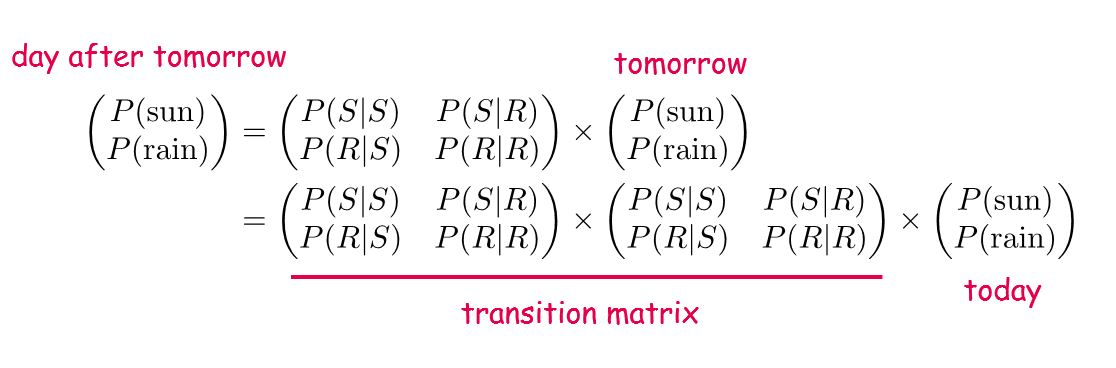 day after tomorrow
tomorrow
(P(sun) P(rain)) = (P(S|S) P(S|R) P(R|S) P(R|R)) × (P(sun) P(rain))
= (P(S|S) P(S|R) P(R|S) P(R|R)) × (P(S|S) P(S|R) P(R|S) P(R|R)) × (P(sun) P(rain))
today
transition matrix